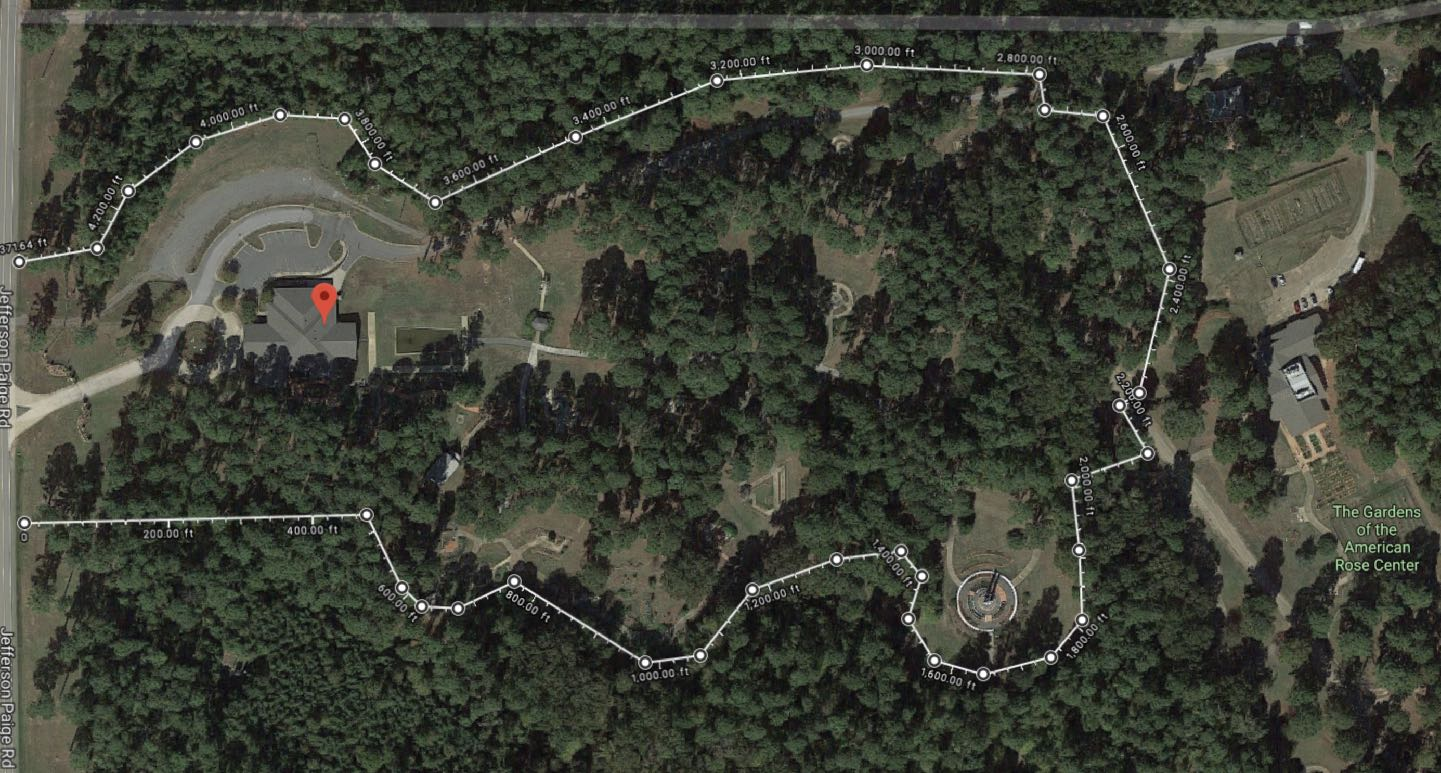 3,200.00 ft
3,000.00 ft
2,800.00 ft
4,000.00 ft
3,800.00 ft
3,400.00 ft
2,600.00 ft
3,600.00 ft
4,200.00 ft
371.64 ft
2,400.00 ft
Jefferson Paige Rd
2,200.00 ft
2,000.00 ft
0
200.00 ft
400.00 ft
The Gardens
of the
American
Rose Center
1,400.00 ft
600.00 ft
800.00 ft
1,200.00 ft
1,800.00 ft
1,000.00 ft
1,600.00 ft
Jefferson Paige Rd